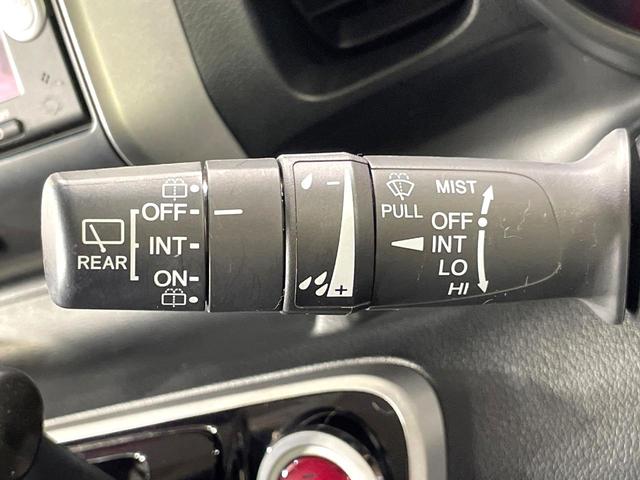 OFF
INT
ON
REAR
-
+
PULL
MIST
OFF
INT
LO
HI